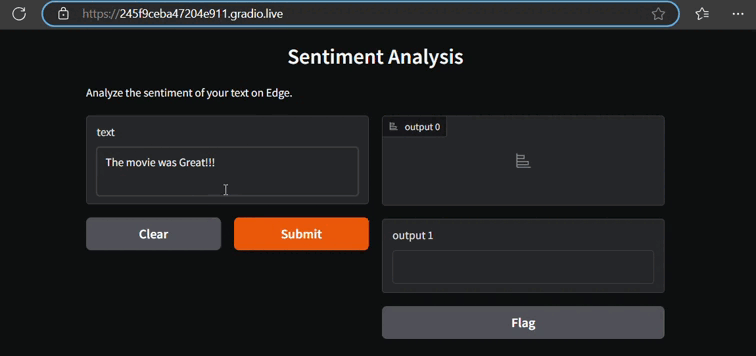 https://245f9ceba47204e911.gradio.live
Sentiment Analysis
Analyze the sentiment of your text on Edge.
text
The movie was Great!!!
Clear
Submit
output 0
output 1
Flag